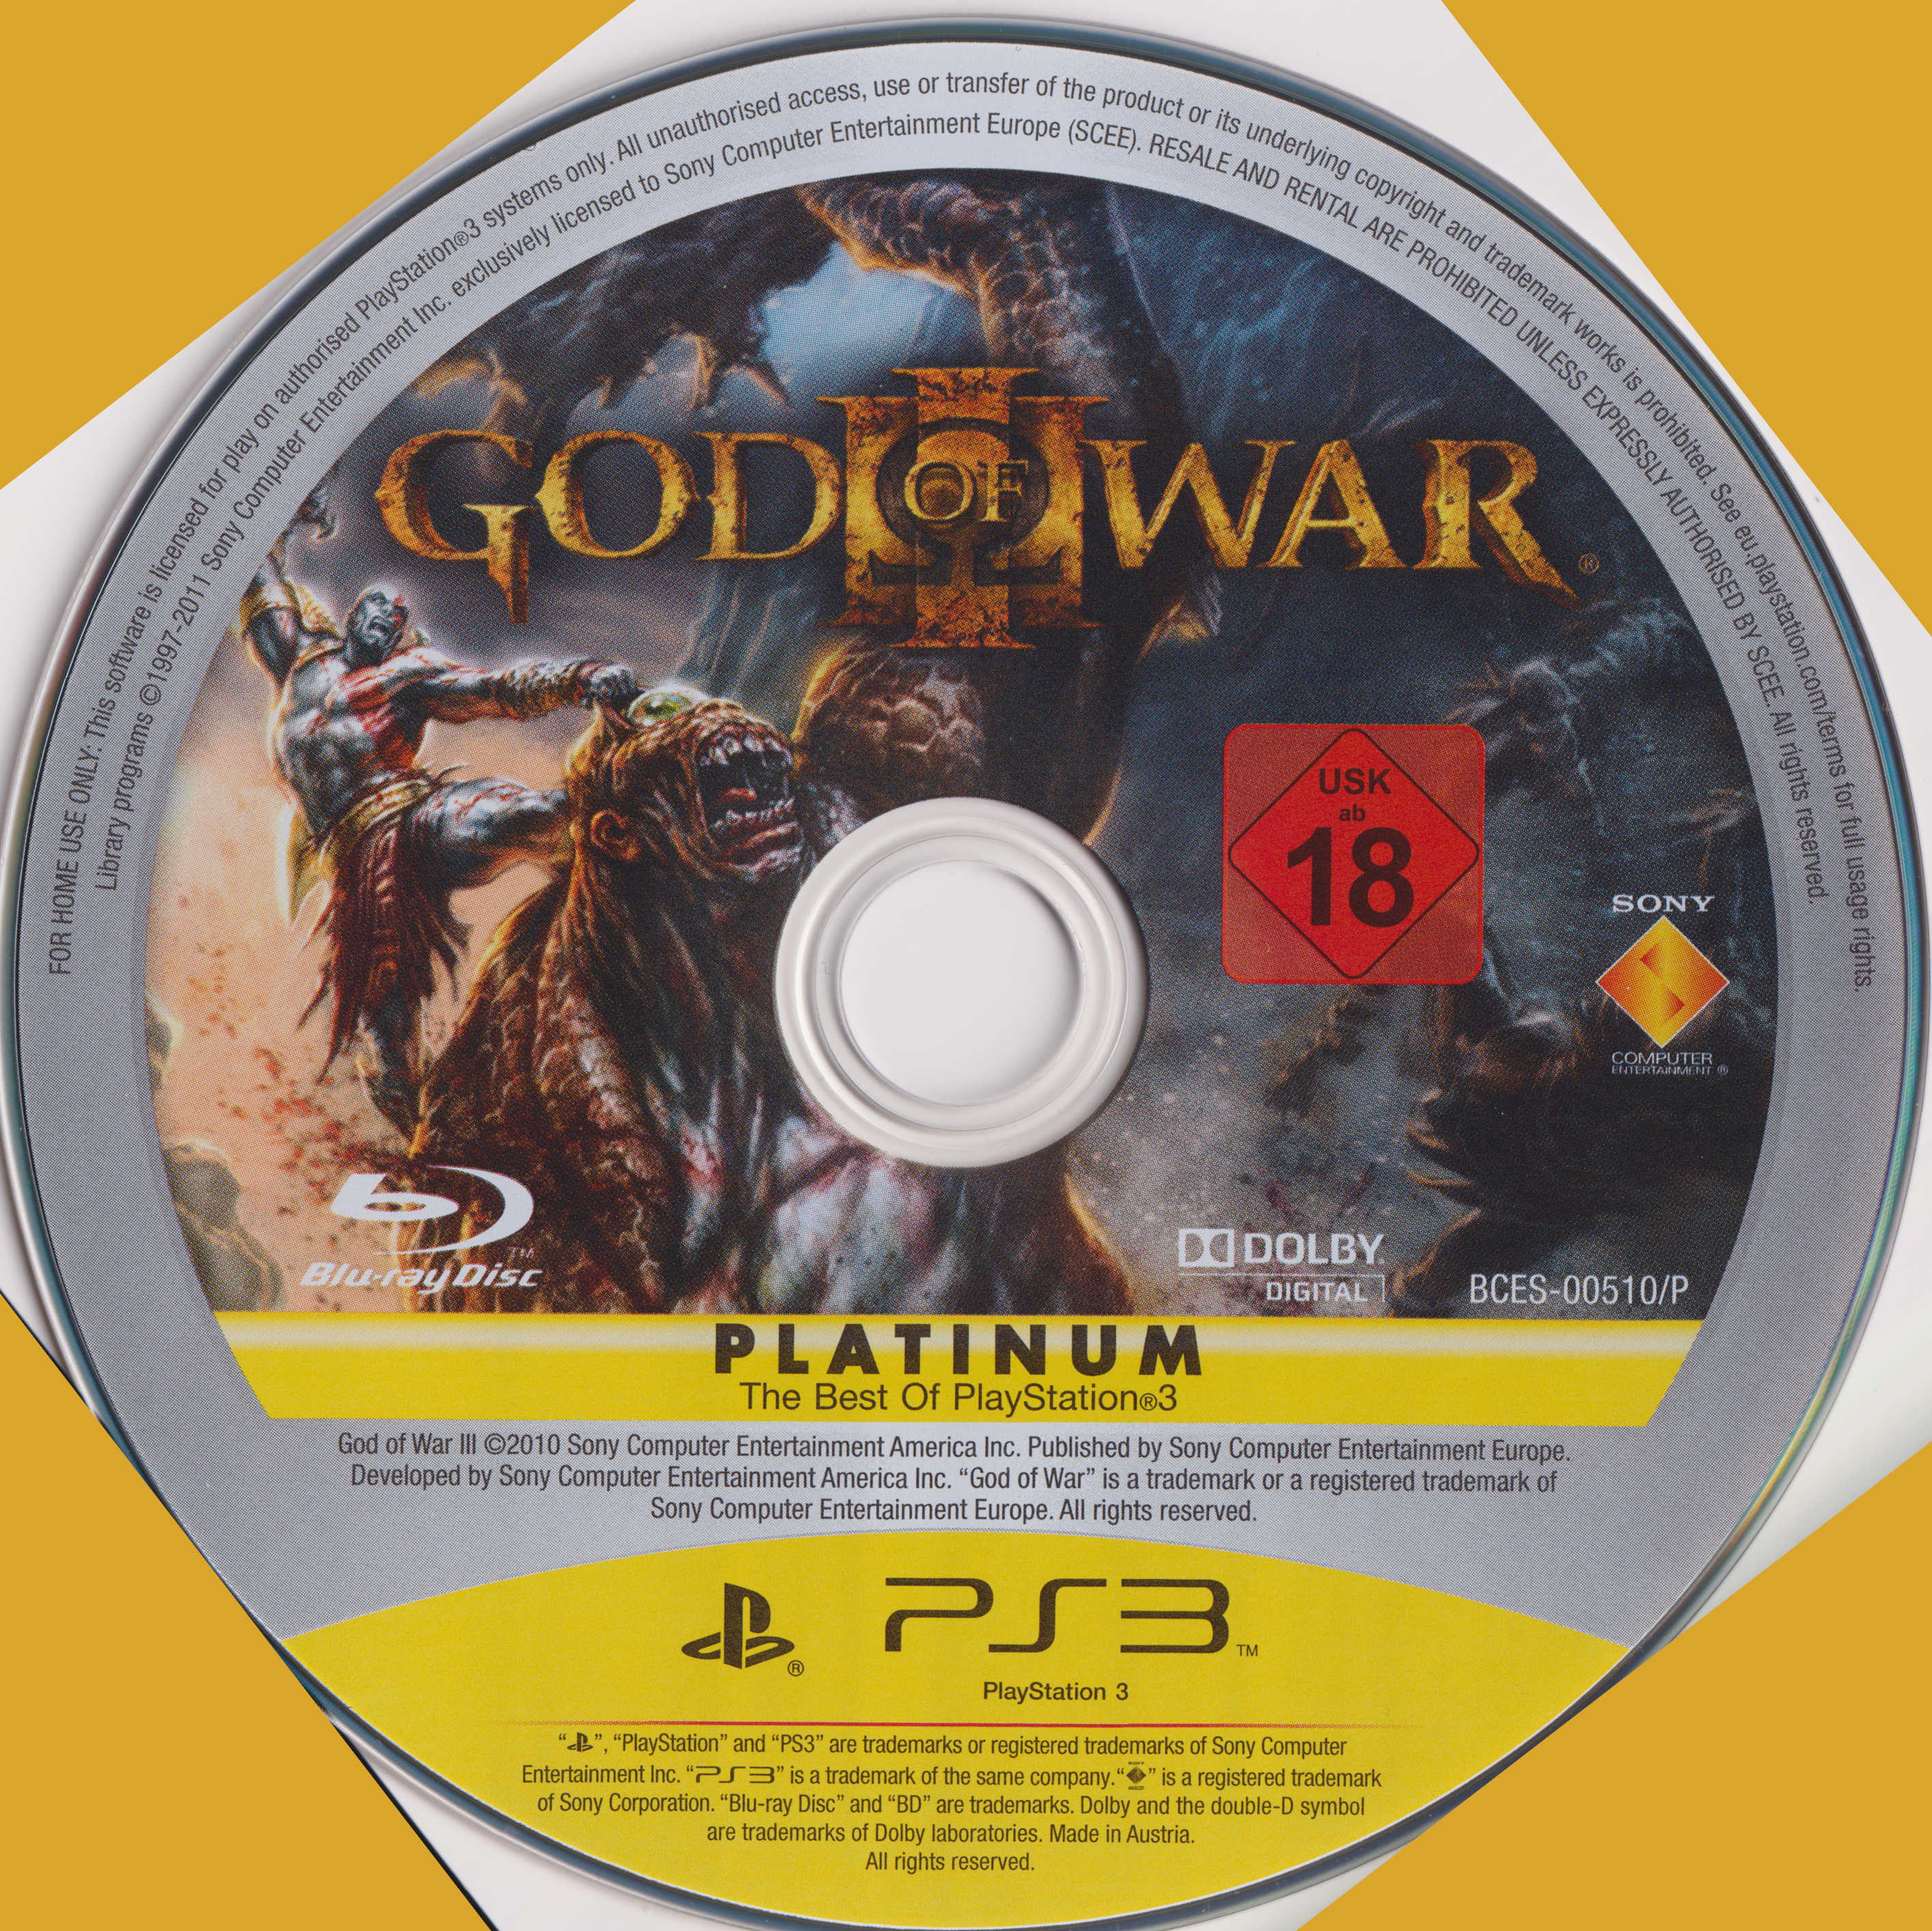 FOR HOME USE ONLY: This software is licensed for play on authorised PlayStation®3 systems only. All unauthorised access, use or transfer of the product or its underlying copyright and trademark works is prohibited. See eu.playstation.com/terms for full usage rights.
Library programs ©1997-2011 Sony Computer Entertainment Inc. exclusively licensed to Sony Computer Entertainment Europe (SCEE). RESALE AND RENTAL ARE PROHIBITED UNLESS EXPRESSLY AUTHORISED BY SCEE. All rights reserved.
III
GOD OF WAR ®
USK
ab
18
SONY
COMPUTER
ENTERTAINMENT ®
b
TM
Blu-ray Disc
DOLBY®
DIGITAL
BCES-00510/P
PLATINUM
The Best Of PlayStation®3
God of War III ©2010 Sony Computer Entertainment America Inc. Published by Sony Computer Entertainment Europe.
Developed by Sony Computer Entertainment America Inc. “God of War” is a trademark or a registered trademark of
Sony Computer Entertainment Europe. All rights reserved.
® PS3 TM
PlayStation 3
“ ”, “PlayStation” and “PS3” are trademarks or registered trademarks of Sony Computer
Entertainment Inc. “PS3” is a trademark of the same company.“ ” is a registered trademark
of Sony Corporation. “Blu-ray Disc” and “BD” are trademarks. Dolby and the double-D symbol
are trademarks of Dolby laboratories. Made in Austria.
All rights reserved.